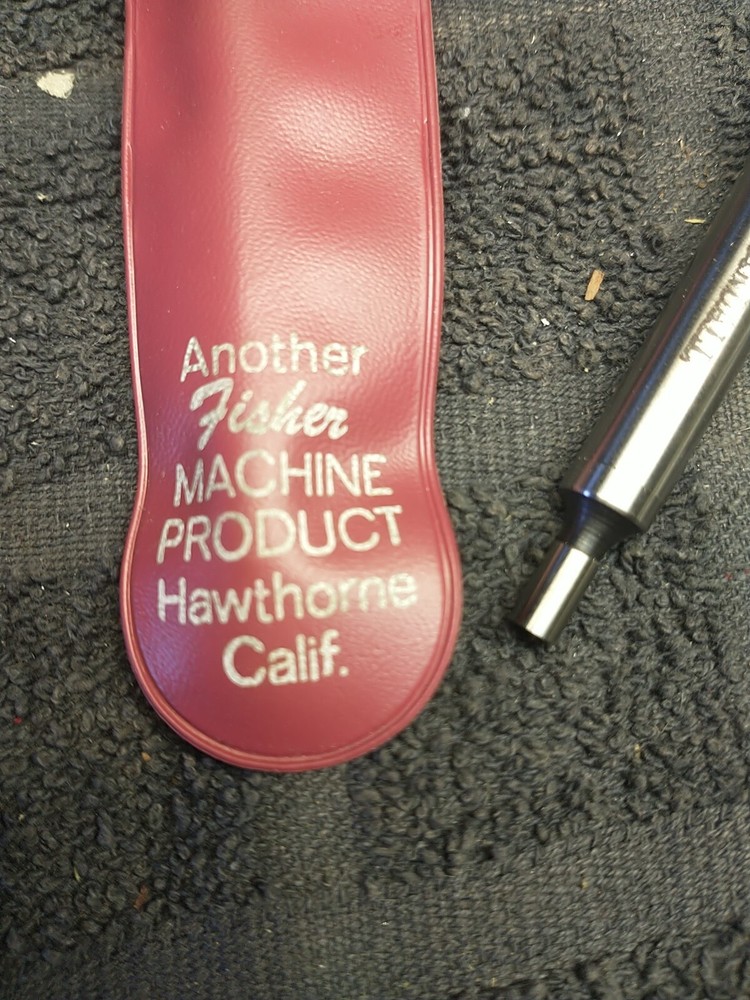 Another
Fisher
MACHINE
PRODUCT
Hawthorne
Calif.